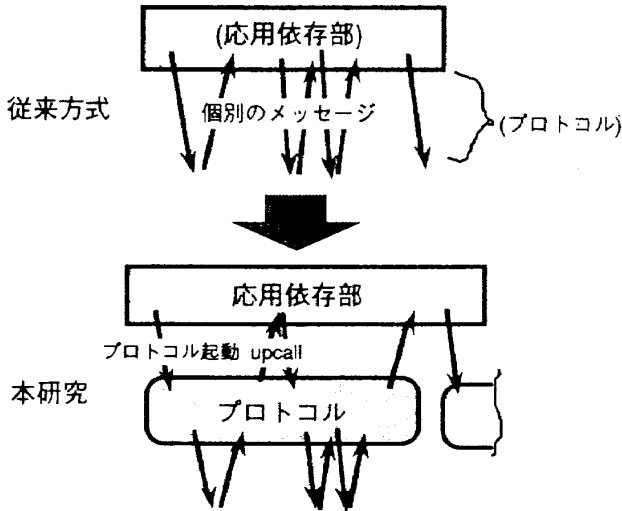 (応用依存部)
従来方式
個別のメッセージ
(プロトコル)
応用依存部
プロトコル起動 upcall
本研究
プロトコル